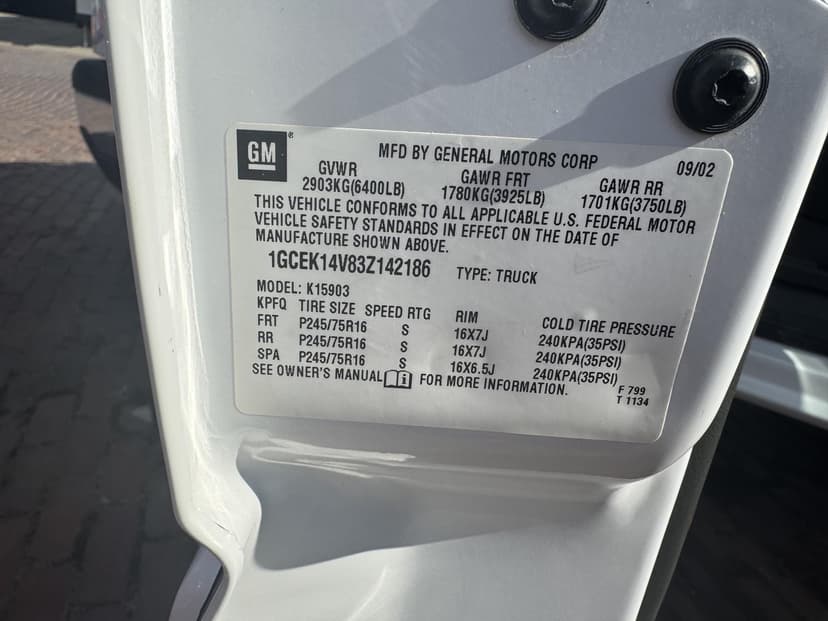 GM ®
MFD BY GENERAL MOTORS CORP 09/02
GVWR GAWR FRT GAWR RR
2903KG(6400LB) 1780KG(3925LB) 1701KG(3750LB)
THIS VEHICLE CONFORMS TO ALL APPLICABLE U.S. FEDERAL MOTOR
VEHICLE SAFETY STANDARDS IN EFFECT ON THE DATE OF
MANUFACTURE SHOWN ABOVE.
1GCEK14V83Z142186 TYPE: TRUCK
MODEL: K15903
KPFQ TIRE SIZE SPEED RTG RIM COLD TIRE PRESSURE
FRT P245/75R16 S 16X7J 240KPA(35PSI)
RR P245/75R16 S 16X7J 240KPA(35PSI)
SPA P245/75R16 S 16X6.5J 240KPA(35PSI)
SEE OWNER'S MANUAL i FOR MORE INFORMATION.
F 799
T 1134